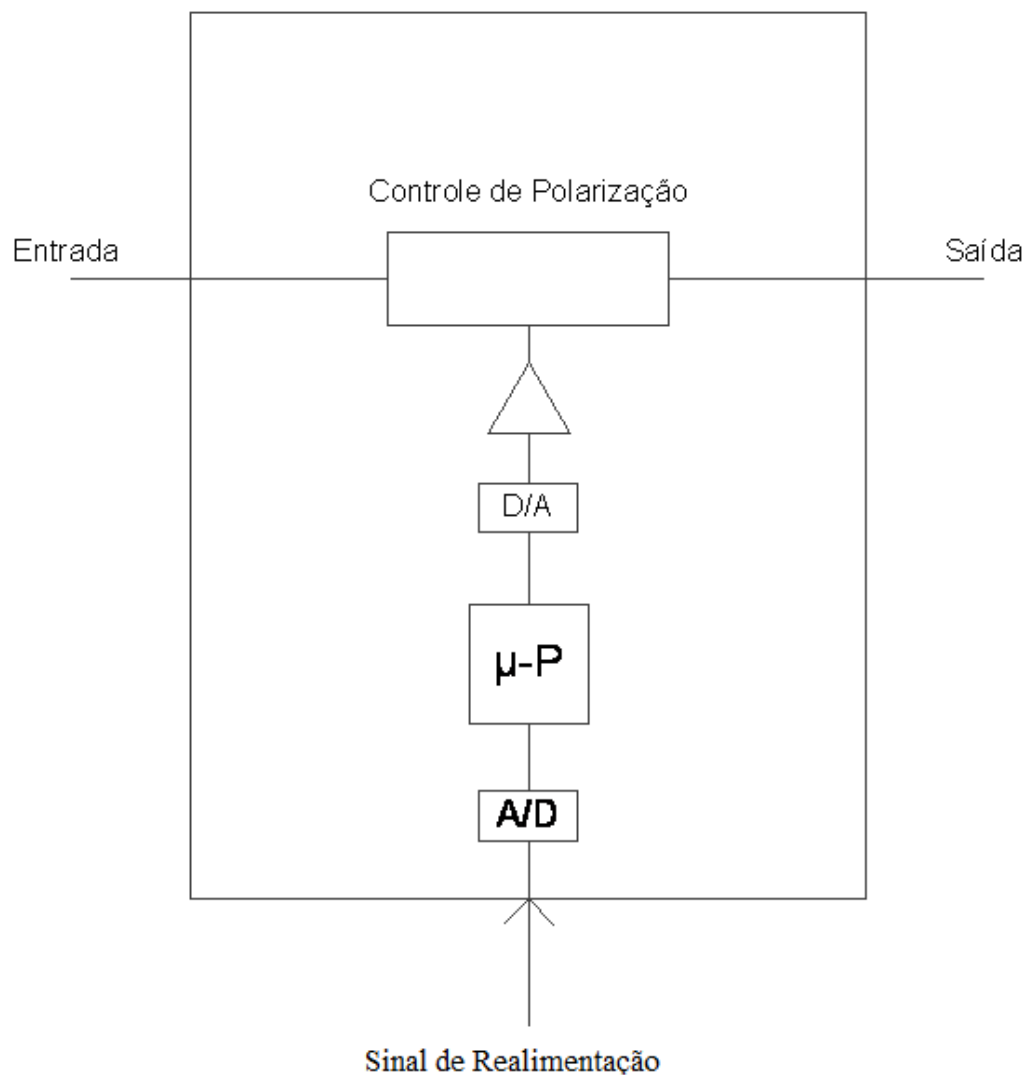 Controle de Polarização
Entrada
Saída
D/A
µ-P
A/D
Sinal de Realimentação